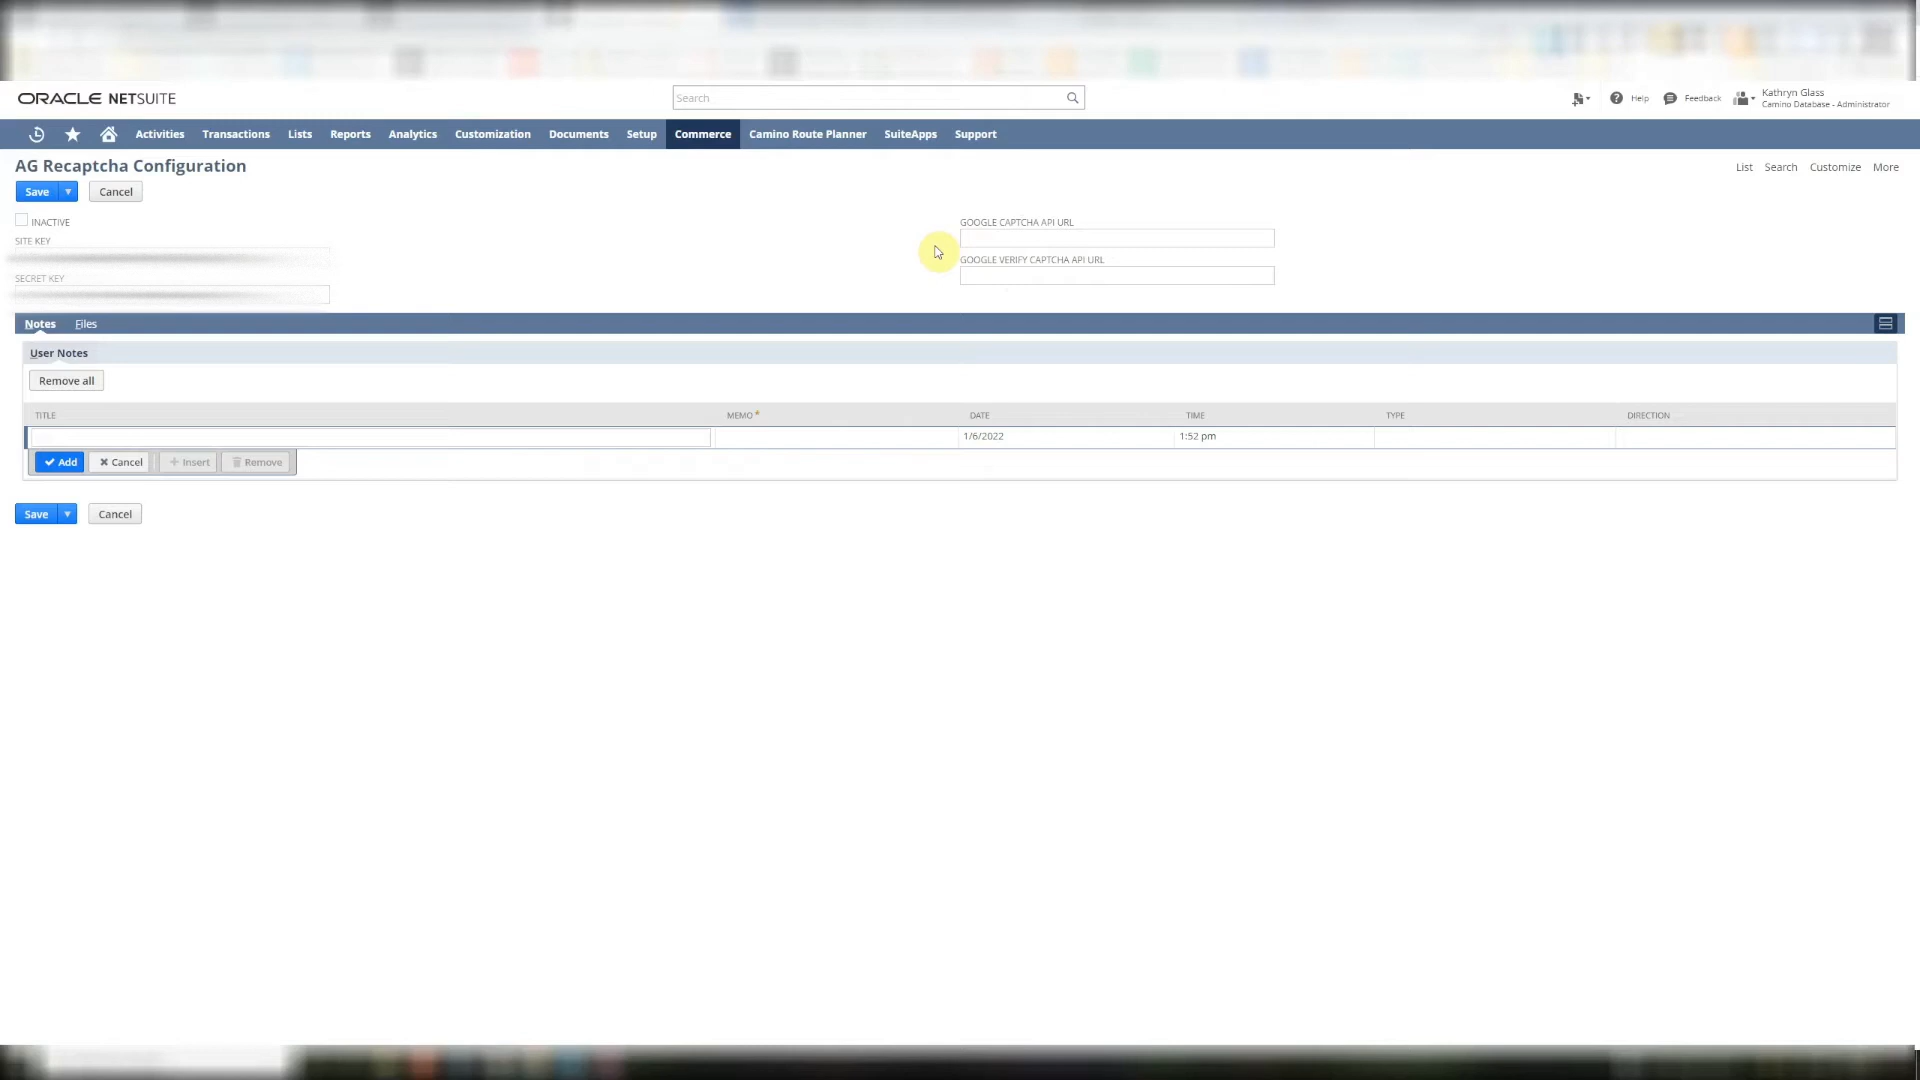 ORACLE NETSUITE
Search
Help
Feedback
Kathryn Glass
Camino Database - Administrator
Activities
Transactions
Lists
Reports
Analytics
Customization
Documents
Setup
Commerce
Camino Route Planner
SuiteApps
Support
AG Recaptcha Configuration
List
Search
Customize
More
Save
Cancel
INACTIVE
SITE KEY
SECRET KEY
GOOGLE CAPTCHA API URL
GOOGLE VERIFY CAPTCHA API URL
Notes
Files
User Notes
Remove all
TITLE
MEMO *
DATE
TIME
TYPE
DIRECTION
1/6/2022
1:52 pm
Add
Cancel
Insert
Remove
Save
Cancel